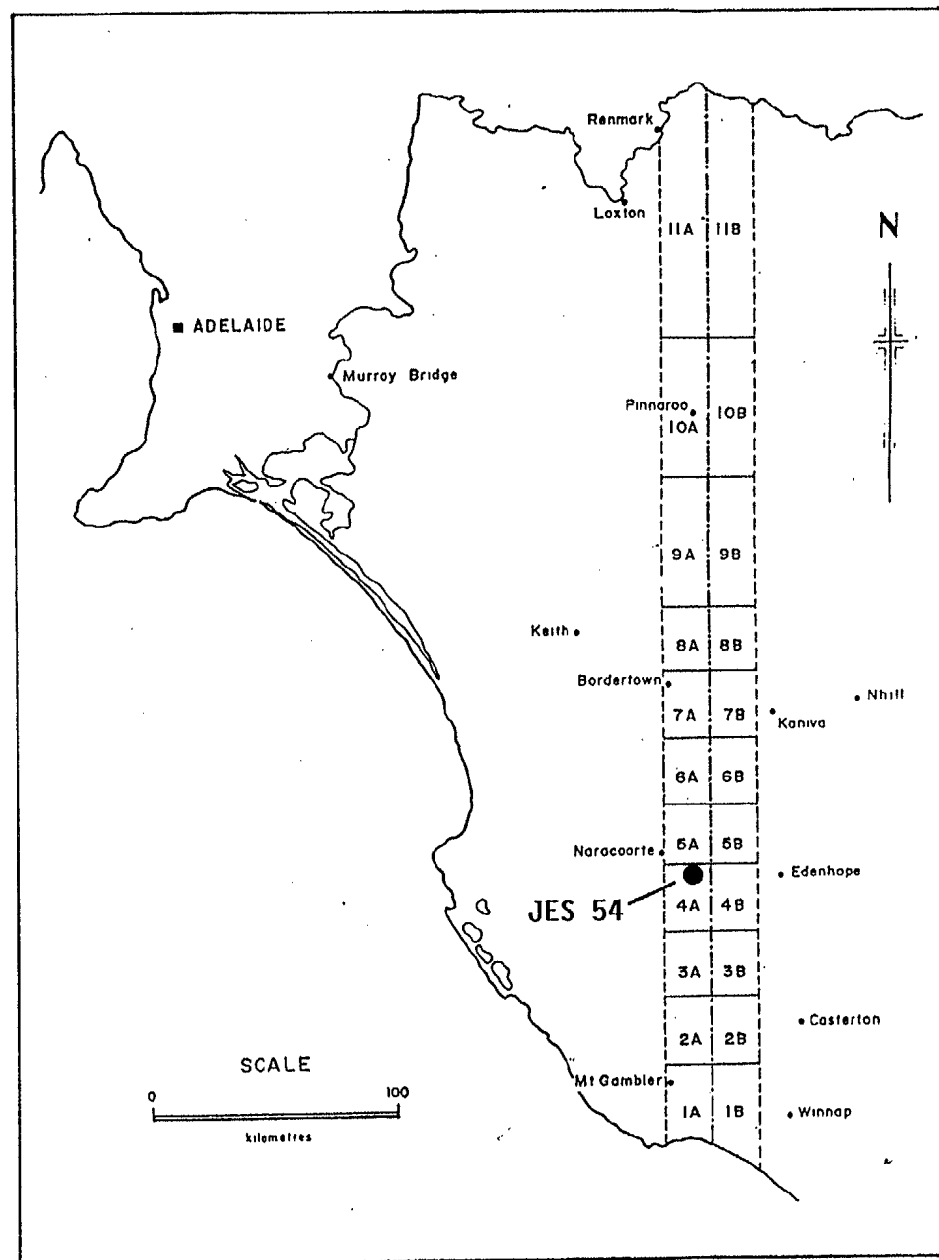 Renmark
Loxton
11A 11B
N
ADELAIDE
Murray Bridge
Pinnaroo
10A 10B
9A 9B
Keith
8A 8B
Bordertown
Nhill
7A 7B
Kaniva
6A 6B
Naracoorte
5A 5B
Edenhope
JES 54
4A 4B
3A 3B
Casterton
2A 2B
SCALE
0 100
kilometres
Mt Gambier
1A 1B
Winnap